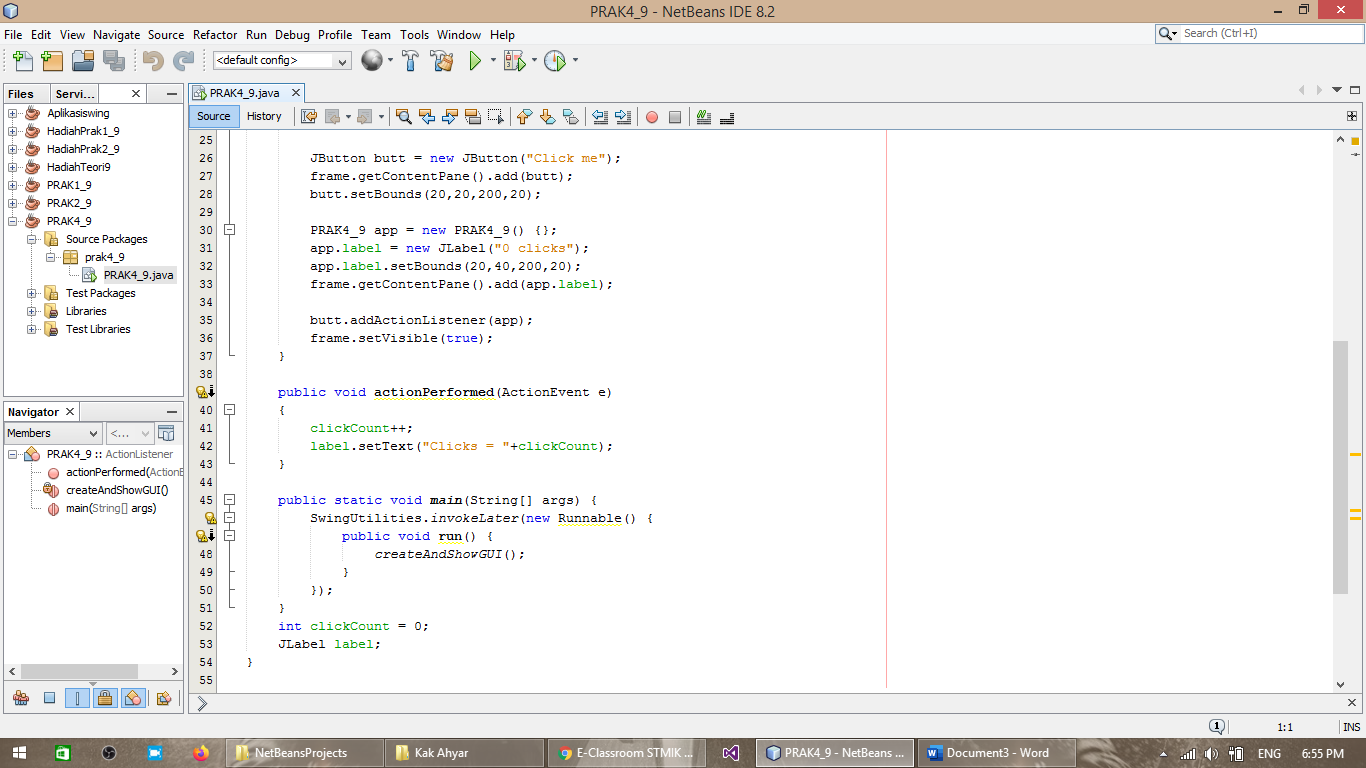 PRAK4_9 - NetBeans IDE 8.2
File Edit View Navigate Source Refactor Run Debug Profile Team Tools Window Help
Search (Ctrl+I)
<default config>
Files Servi...
PRAK4_9.java
Source History
Aplikasiswing
HadiahPrak1_9
HadiahPrak2_9
HadiahTeori9
PRAK1_9
PRAK2_9
PRAK4_9
Source Packages
prak4_9
PRAK4_9.java
Test Packages
Libraries
Test Libraries
Navigator
Members <...
PRAK4_9 :: ActionListener
actionPerformed(ActionE
createAndShowGUI()
main(String[] args)
25
26 JButton butt = new JButton("Click me");
27 frame.getContentPane().add(butt);
28 butt.setBounds(20,20,200,20);
29
30 PRAK4_9 app = new PRAK4_9() {};
31 app.label = new JLabel("0 clicks");
32 app.label.setBounds(20,40,200,20);
33 frame.getContentPane().add(app.label);
34
35 butt.addActionListener(app);
36 frame.setVisible(true);
37 }
38
public void actionPerformed(ActionEvent e)
40 {
41 clickCount++;
42 label.setText("Clicks = "+clickCount);
43 }
44
45 public static void main(String[] args) {
SwingUtilities.invokeLater(new Runnable() {
public void run() {
48 createAndShowGUI();
49 }
50 });
51 }
52 int clickCount = 0;
53 JLabel label;
54 }
55
1 1:1 INS
NetBeansProjects
Kak Ahyar
E-Classroom STMIK ...
PRAK4_9 - NetBeans ...
Document3 - Word
ENG 6:55 PM